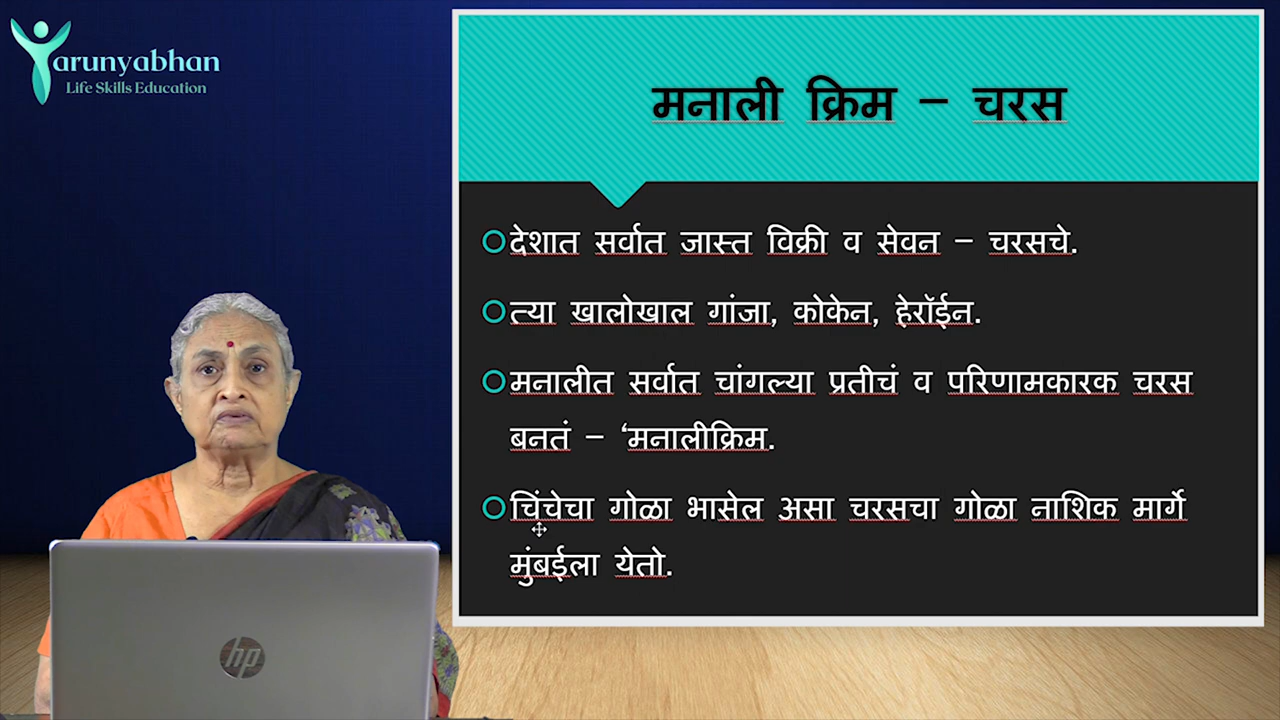 Tarunyabhan
Life Skills Education
मनाली क्रिम – चरस
देशात सर्वात जास्त विक्री व सेवन – चरसचे.
त्या खालोखाल गांजा, कोकेन, हेरॉईन.
मनालीत सर्वात चांगल्या प्रतीचं व परिणामकारक चरस
बनतं – ‘मनालीक्रिम.
चिंचेचा गोळा भासेल असा चरसचा गोळा नाशिक मार्गे
मुंबईला येतो.
hp